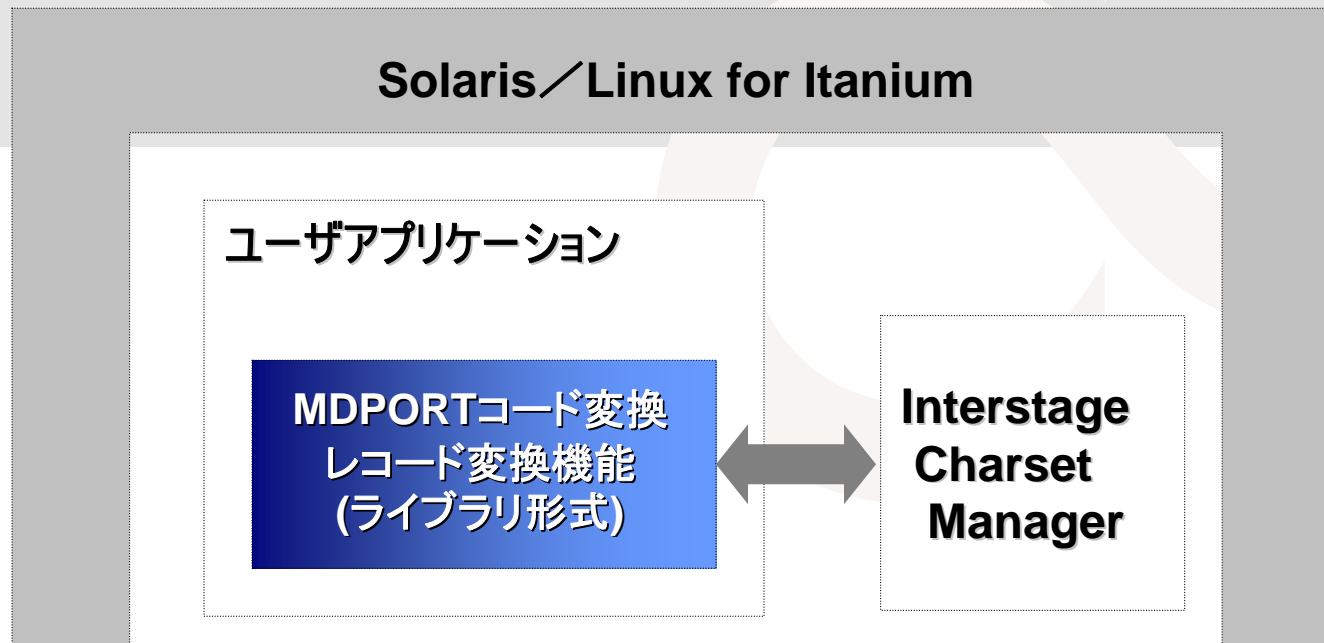 Solaris／Linux for Itanium
ユーザアプリケーション
MDPORTコード変換
レコード変換機能
(ライブラリ形式)
Interstage
Charset
Manager